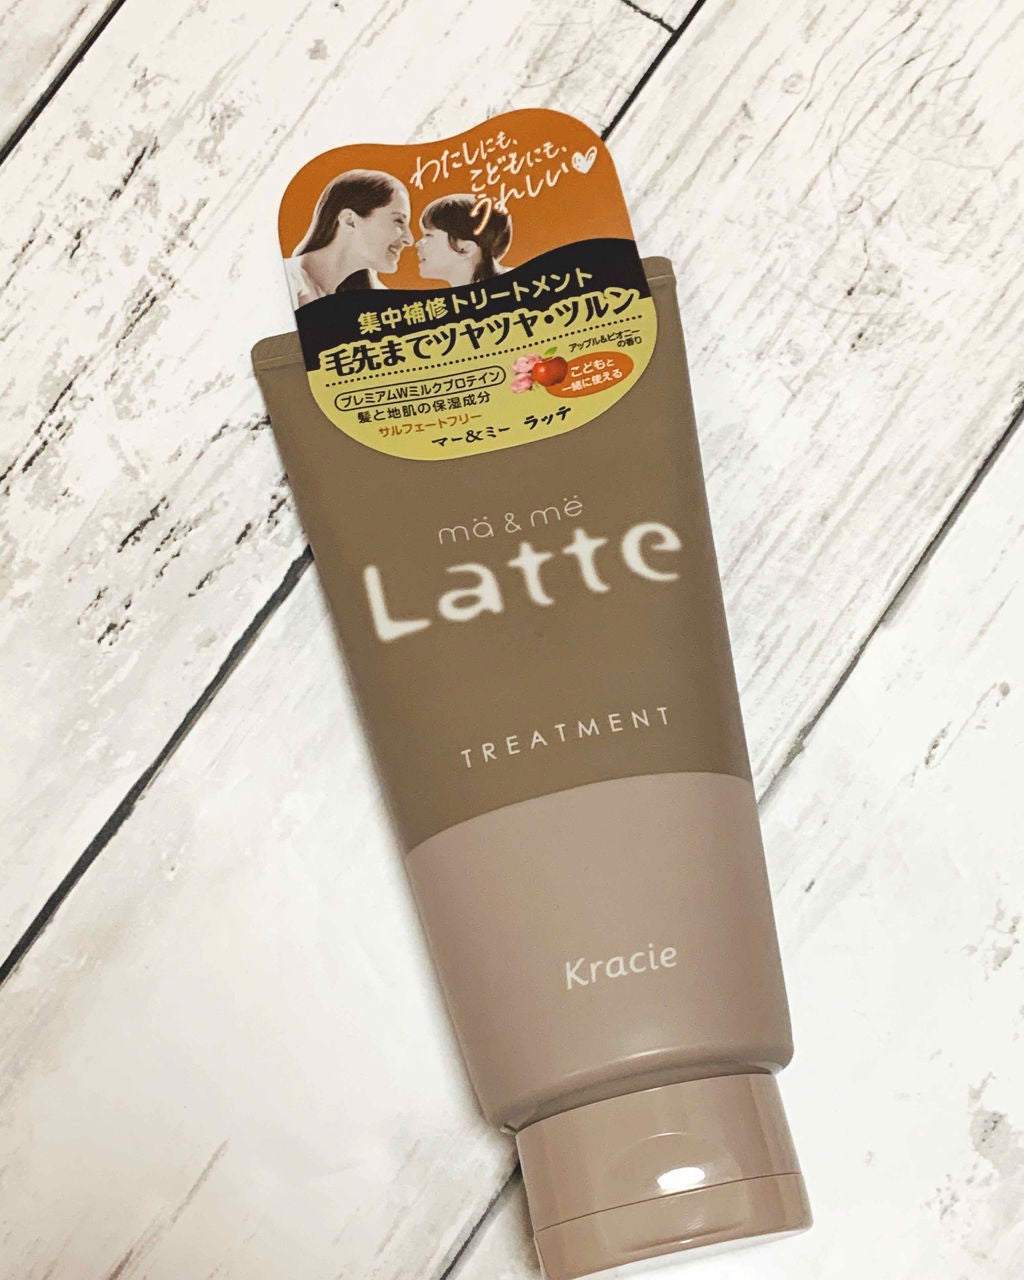 わたしにも、
こどもにも、
うれしい♡
集中補修トリートメント
毛先までツヤツヤ・ツルン
プレミアムWミルクプロテイン
髪と地肌の保湿成分
サルフェートフリー
アップル&ピオニー
の香り
こどもと
一緒に使える
マー&ミー ラッテ
mä & më
Latte
TREATMENT
Kracie